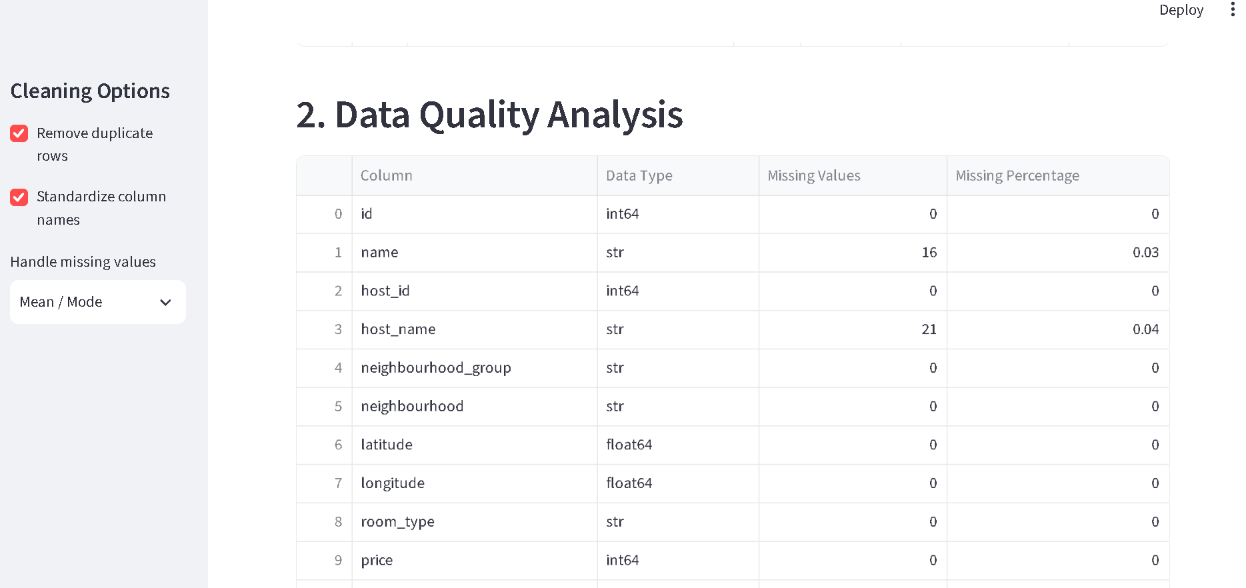 Deploy
Cleaning Options
Remove duplicate
rows
Standardize column
names
Handle missing values
Mean / Mode
2. Data Quality Analysis
Column Data Type Missing Values Missing Percentage
0 id int64 0 0
1 name str 16 0.03
2 host_id int64 0 0
3 host_name str 21 0.04
4 neighbourhood_group str 0 0
5 neighbourhood str 0 0
6 latitude float64 0 0
7 longitude float64 0 0
8 room_type str 0 0
9 price int64 0 0